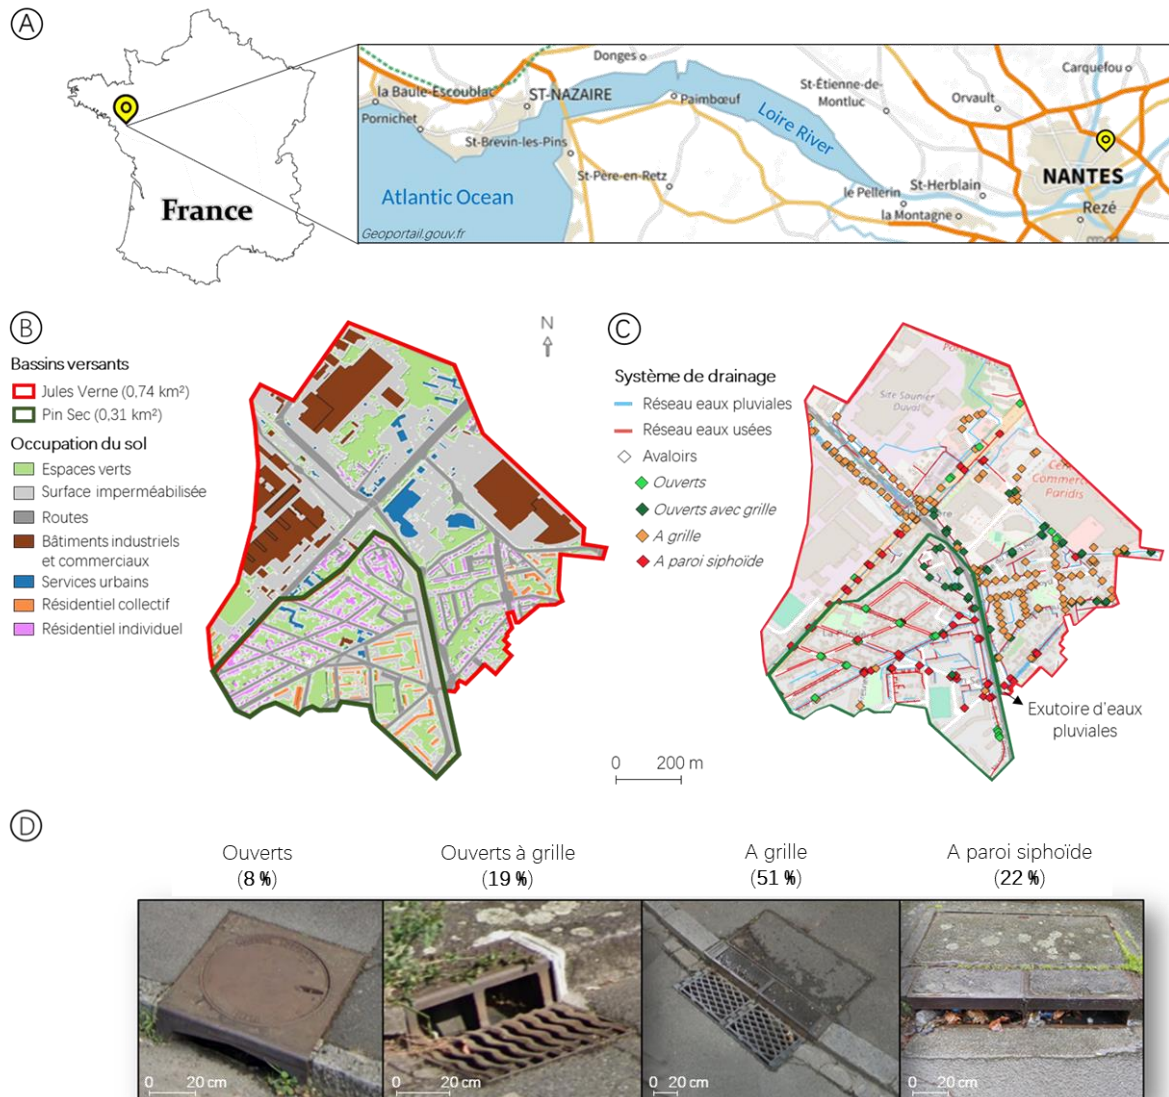 A
France
Donges
la Baule-Escoublac
ST-NAZAIRE
Pornichet
St-Brevin-les-Pins
Paimbœuf
St-Père-en-Retz
Loire River
Atlantic Ocean
Geoportail.gouv.fr
St-Étienne-de-
Montluc
Orvault
Carquefou
NANTES
le Pellerin
St-Herblain
la Montagne
Rezé
B
Bassins versants
Jules Verne (0,74 km²)
Pin Sec (0,31 km²)
Occupation du sol
Espaces verts
Surface imperméabilisée
Routes
Bâtiments industriels
et commerciaux
Services urbains
Résidentiel collectif
Résidentiel individuel
N
C
Système de drainage
Réseau eaux pluviales
Réseau eaux usées
Avaloirs
Ouverts
Ouverts avec grille
A grille
A paroi siphoïde
Site Saunier
Duval
Paridis
Exutoire d'eaux
pluviales
0 200 m
D
Ouverts
(8 %)
Ouverts à grille
(19 %)
A grille
(51 %)
A paroi siphoïde
(22 %)
0 20 cm
0 20 cm
0 20 cm
0 20 cm